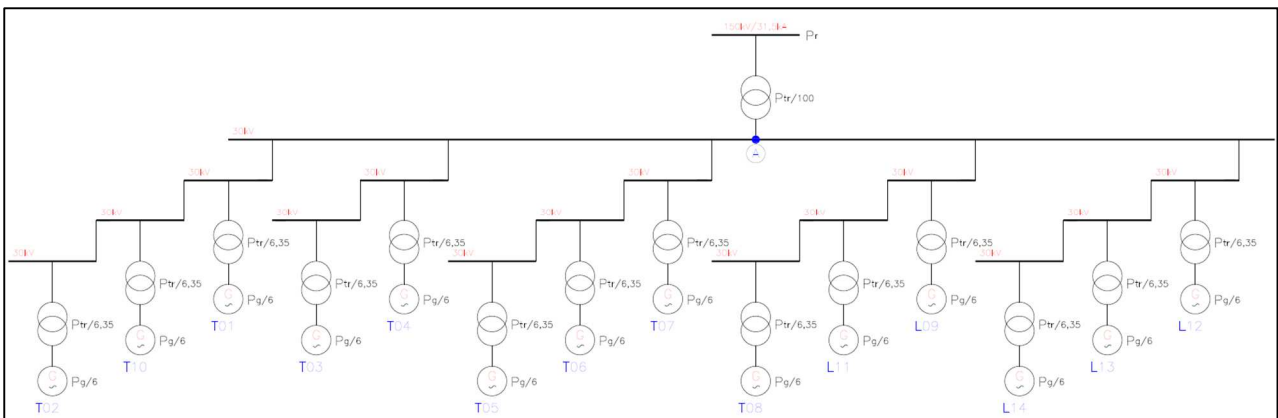 150kV/31,5kA
Pr
Ptr/100
30kV
A
30kV
30kV
30kV
30kV
30kV
30kV
30kV
30kV
30kV
30kV
Ptr/6,35
Ptr/6,35
Ptr/6,35
Ptr/6,35
Ptr/6,35
30kV
30kV
30kV
Ptr/6,35
Ptr/6,35
Ptr/6,35
Ptr/6,35
Ptr/6,35
G
Pg/6
G
Pg/6
G
Pg/6
G
Pg/6
G
Pg/6
T01
T04
T07
L09
L12
Ptr/6,35
Ptr/6,35
Ptr/6,35
Ptr/6,35
G
Pg/6
G
Pg/6
G
Pg/6
G
Pg/6
G
Pg/6
T10
T03
T06
L11
L13
G
Pg/6
G
Pg/6
G
Pg/6
G
Pg/6
T02
T05
T08
L14